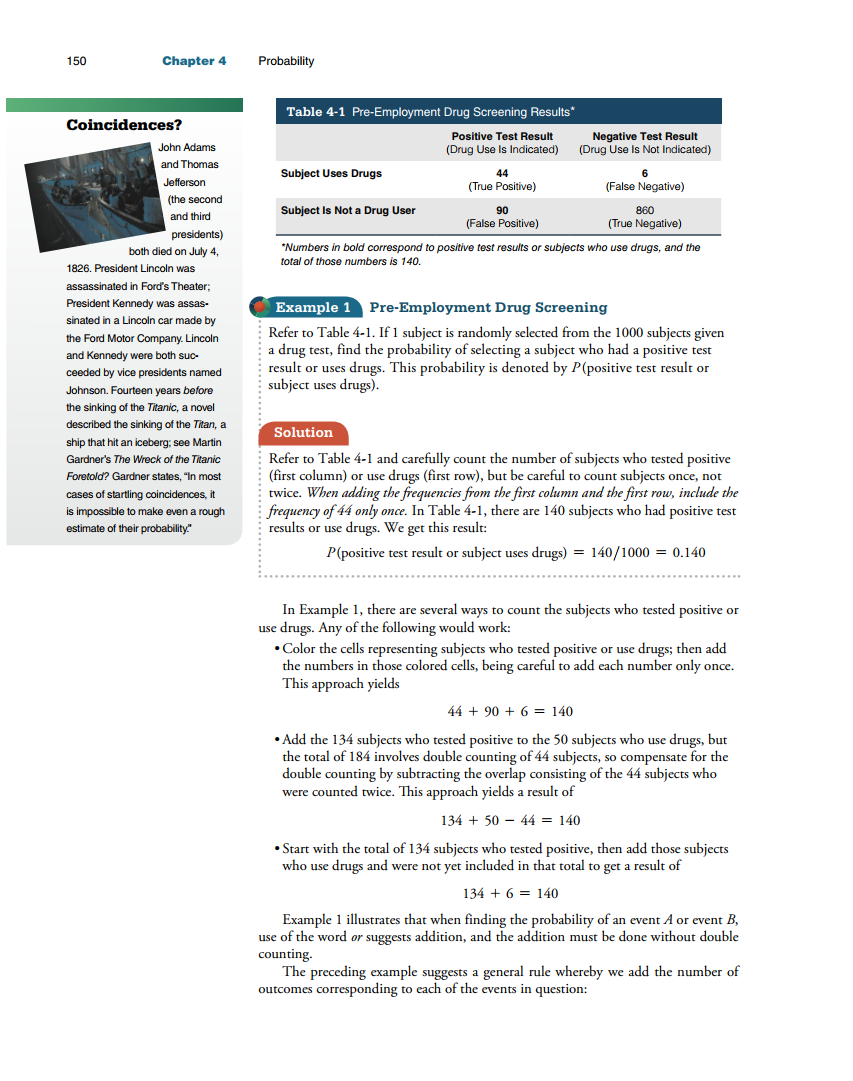 150 Chapter 4 Probability
Coincidences?
John Adams
and Thomas
Jefferson
(the second
and third
presidents)
both died on July 4,
1826. President Lincoln was
assassinated in Ford's Theater;
President Kennedy was assas-
sinated in a Lincoln car made by
the Ford Motor Company. Lincoln
and Kennedy were both suc-
ceeded by vice presidents named
Johnson. Fourteen years before
the sinking of the Titanic, a novel
described the sinking of the Titan, a
ship that hit an iceberg; see Martin
Gardner's The Wreck of the Titanic
Foretold? Gardner states, "In most
cases of startling coincidences, it
is impossible to make even a rough
estimate of their probability."
Table 4-1 Pre-Employment Drug Screening Results*
Positive Test Result Negative Test Result
(Drug Use Is Indicated) (Drug Use Is Not Indicated)
Subject Uses Drugs 44 6
(True Positive) (False Negative)
Subject Is Not a Drug User 90 860
(False Positive) (True Negative)
*Numbers in bold correspond to positive test results or subjects who use drugs, and the
total of those numbers is 140.
Example 1 Pre-Employment Drug Screening
Refer to Table 4-1. If 1 subject is randomly selected from the 1000 subjects given
a drug test, find the probability of selecting a subject who had a positive test
result or uses drugs. This probability is denoted by P(positive test result or
subject uses drugs).
Solution
Refer to Table 4-1 and carefully count the number of subjects who tested positive
(first column) or use drugs (first row), but be careful to count subjects once, not
twice. When adding the frequencies from the first column and the first row, include the
frequency of 44 only once. In Table 4-1, there are 140 subjects who had positive test
results or use drugs. We get this result:
P(positive test result or subject uses drugs) = 140/1000 = 0.140
In Example 1, there are several ways to count the subjects who tested positive or
use drugs. Any of the following would work:
• Color the cells representing subjects who tested positive or use drugs; then add
the numbers in those colored cells, being careful to add each number only once.
This approach yields
44 + 90 + 6 = 140
• Add the 134 subjects who tested positive to the 50 subjects who use drugs, but
the total of 184 involves double counting of 44 subjects, so compensate for the
double counting by subtracting the overlap consisting of the 44 subjects who
were counted twice. This approach yields a result of
134 + 50 − 44 = 140
• Start with the total of 134 subjects who tested positive, then add those subjects
who use drugs and were not yet included in that total to get a result of
134 + 6 = 140
Example 1 illustrates that when finding the probability of an event A or event B,
use of the word or suggests addition, and the addition must be done without double
counting.
The preceding example suggests a general rule whereby we add the number of
outcomes corresponding to each of the events in question: